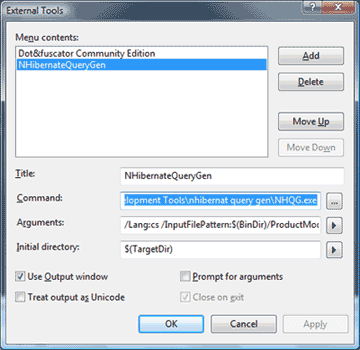 External Tools
Menu contents:
Dot&fuscator Community Edition
NHibernateQueryGen
Add
Delete
Move Up
Move Down
Title:
NHibernateQueryGen
Command:
:lopment Tools\nhibernat query gen\NHQG.exe
...
Arguments:
/Lang:cs /InputFilePattern:$(BinDir)/ProductMod
Initial directory:
$(TargetDir)
Use Output window
Prompt for arguments
Treat output as Unicode
Close on exit
OK
Cancel
Apply